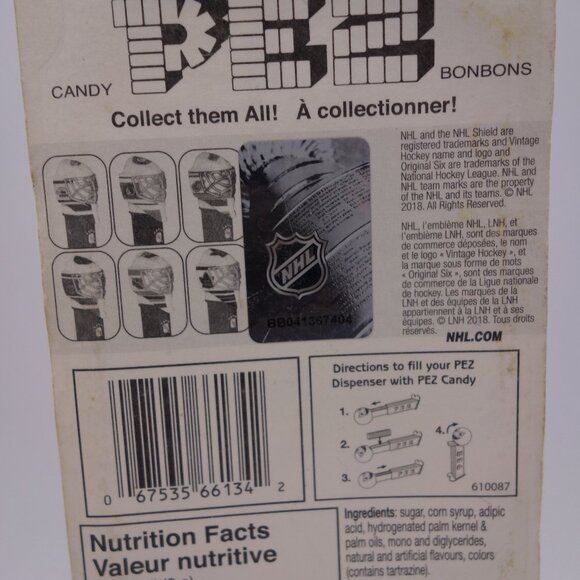 PEZ
CANDY
BONBONS
Collect them All! À collectionner!
NHL and the NHL Shield are
registered trademarks and Vintage
Hockey name and logo and
Original Six are trademarks of the
National Hockey League. NHL and
NHL team marks are the property
of the NHL and its teams. © NHL
2018. All Rights Reserved.
NHL, l'emblème NHL, LNH, et
l'emblème LNH, sont des marques
de commerce déposées, le nom
et le logo « Vintage Hockey », et
la marque sous forme de mots
« Original Six », sont des marques
de commerce de la Ligue nationale
de hockey. Les marques de la LNH
et des équipes de la LNH
appartiennent à la LNH et à ses
équipes. © LNH 2018. Tous droits
réservés.
NHL.COM
NHL
BB041367404
0 67535 66134 2
Directions to fill your PEZ
Dispenser with PEZ Candy
1.
2.
3.
4.
610087
Nutrition Facts
Valeur nutritive
Ingredients: sugar, corn syrup, adipic
acid, hydrogenated palm kernel &
palm oils, mono and diglycerides,
natural and artificial flavours, colors
(contains tartrazine).